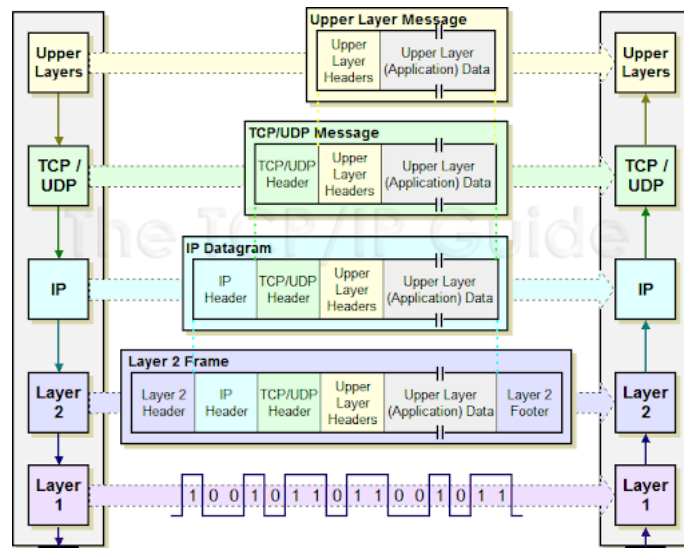 Upper Layer Message
Upper
Layers
Upper
Layer
Headers
Upper Layer
(Application) Data
Upper
Layers
TCP/UDP Message
TCP /
UDP
TCP/UDP
Header
Upper
Layer
Headers
Upper Layer
(Application) Data
TCP /
UDP
The TCP/IP Guide
IP Datagram
IP
IP
Header
TCP/UDP
Header
Upper
Layer
Headers
Upper Layer
(Application) Data
IP
Layer 2 Frame
Layer
2
Layer 2
Header
IP
Header
TCP/UDP
Header
Upper
Layer
Headers
Upper Layer
(Application) Data
Layer 2
Footer
Layer
2
Layer
1
1 0 0 1 0 1 1 0 1 1 0 0 1 0 1 1
Layer
1